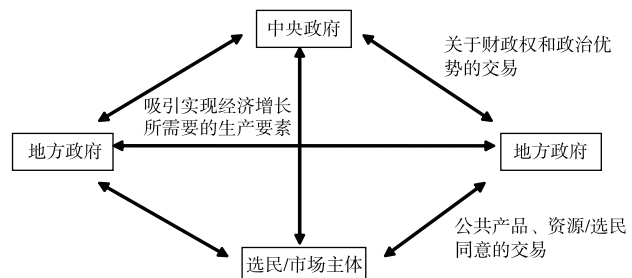 中央政府
关于财政权和政治优
势的交易
吸引实现经济增长
所需要的生产要素
地方政府
地方政府
公共产品、资源/选民
同意的交易
选民/市场主体